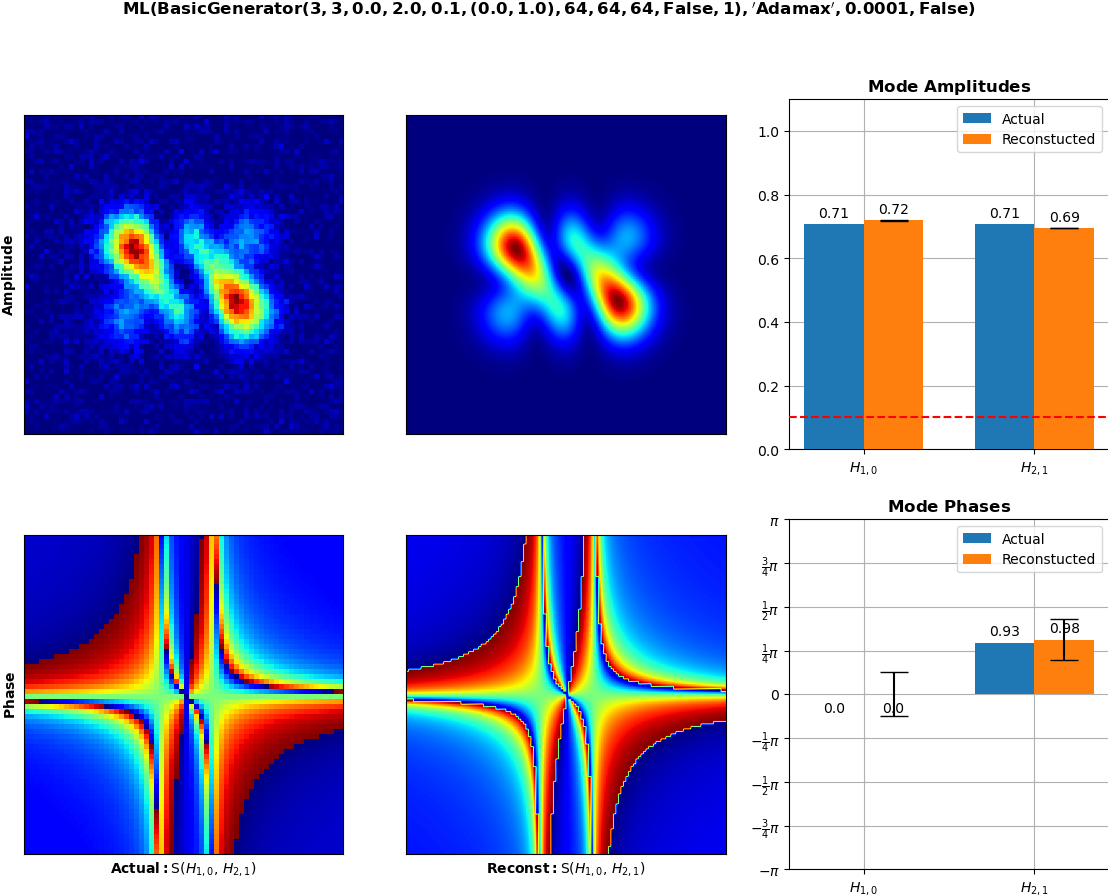 ML(BasicGenerator(3, 3, 0.0, 2.0, 0.1, (0.0, 1.0), 64, 64, 64, False, 1), ′Adamax′, 0.0001, False)
Amplitude
Mode Amplitudes
Actual
Reconstucted
1.0
0.8
0.6
0.4
0.2
0.0
0.71
0.72
0.71
0.69
H1, 0
H2, 1
Phase
Actual: S(H1, 0, H2, 1)
Reconst: S(H1, 0, H2, 1)
Mode Phases
Actual
Reconstucted
π
3/4π
1/2π
1/4π
0
−1/4π
−1/2π
−3/4π
−π
0.0
0.0
0.93
0.98
H1, 0
H2, 1